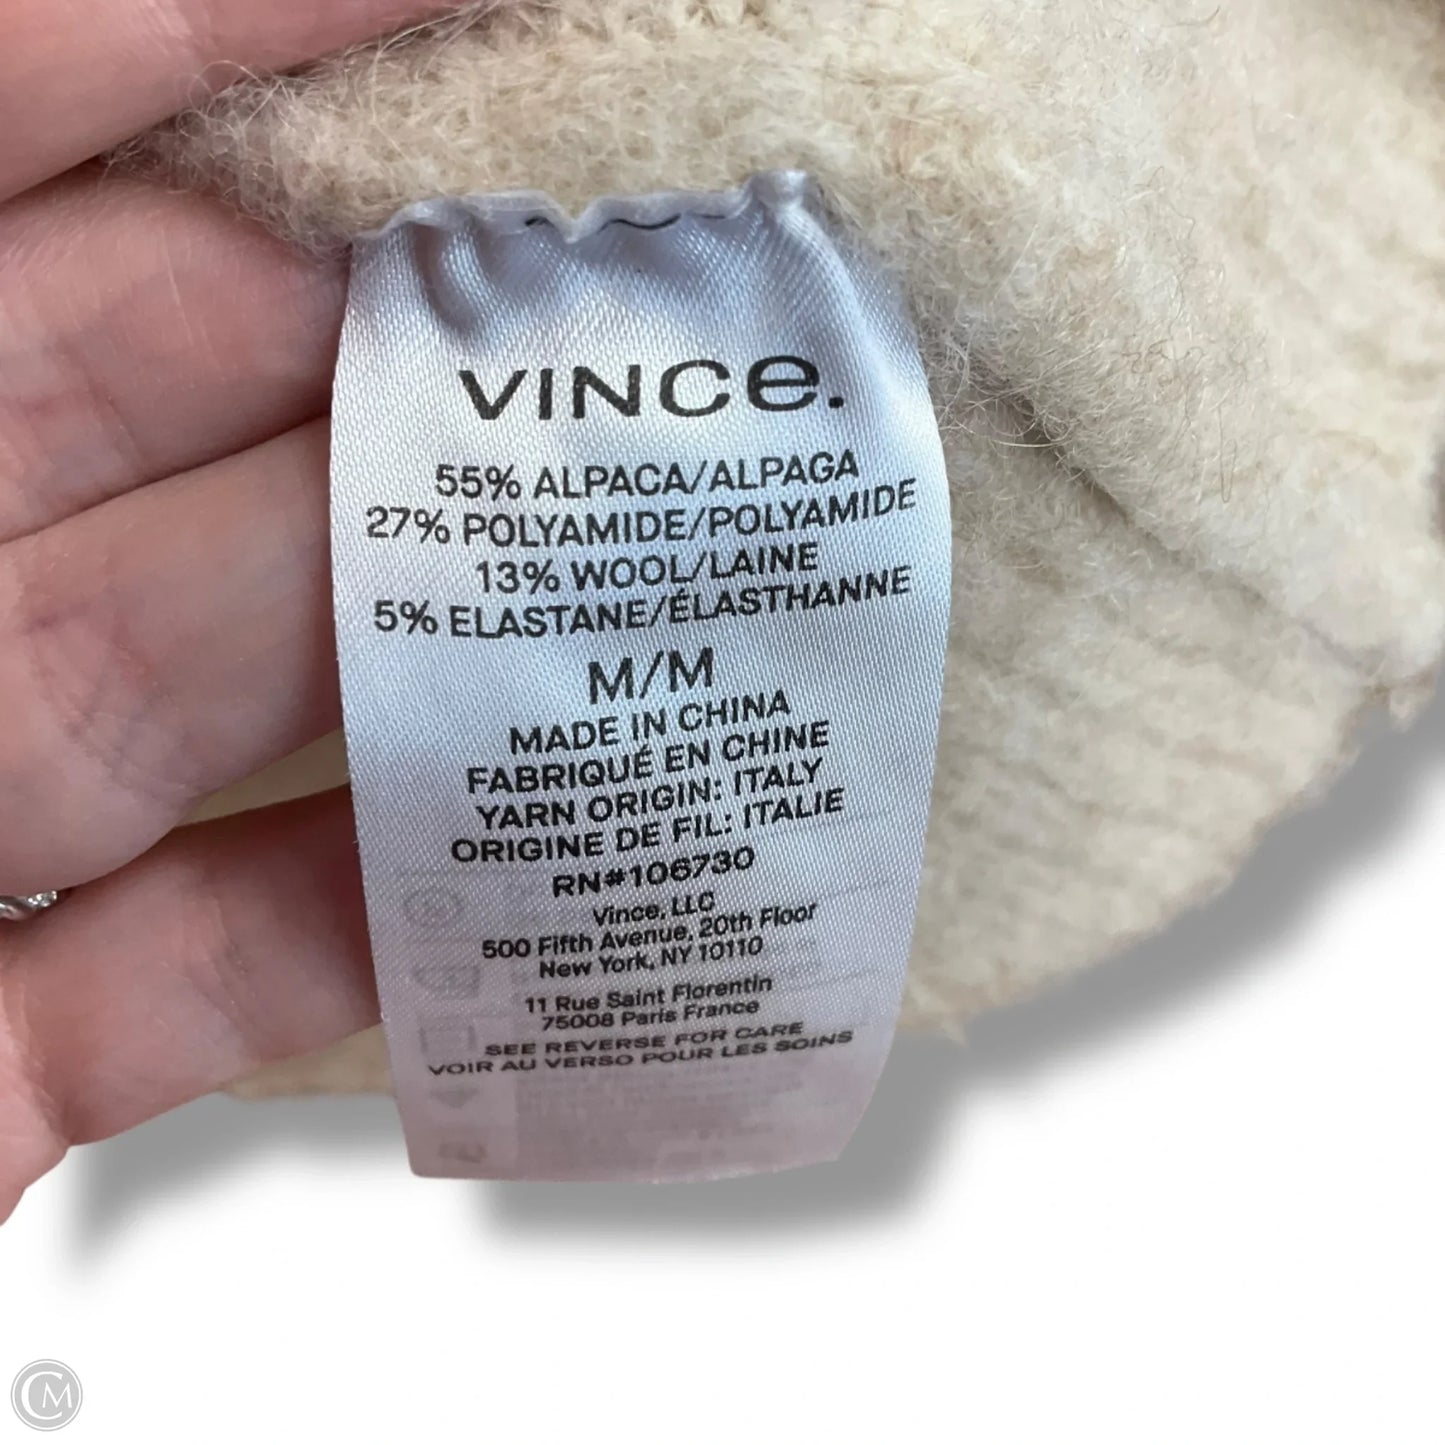 VINCe.
55% ALPACA/ALPAGA
27% POLYAMIDE/POLYAMIDE
13% WOOL/LAINE
5% ELASTANE/ÉLASTHANNE
M/M
MADE IN CHINA
FABRIQUÉ EN CHINE
YARN ORIGIN: ITALY
ORIGINE DE FIL: ITALIE
RN#106730
Vince, LLC
500 Fifth Avenue, 20th Floor
New York, NY 10110
11 Rue Saint Florentin
75008 Paris France
SEE REVERSE FOR CARE
VOIR AU VERSO POUR LES SOINS
CM